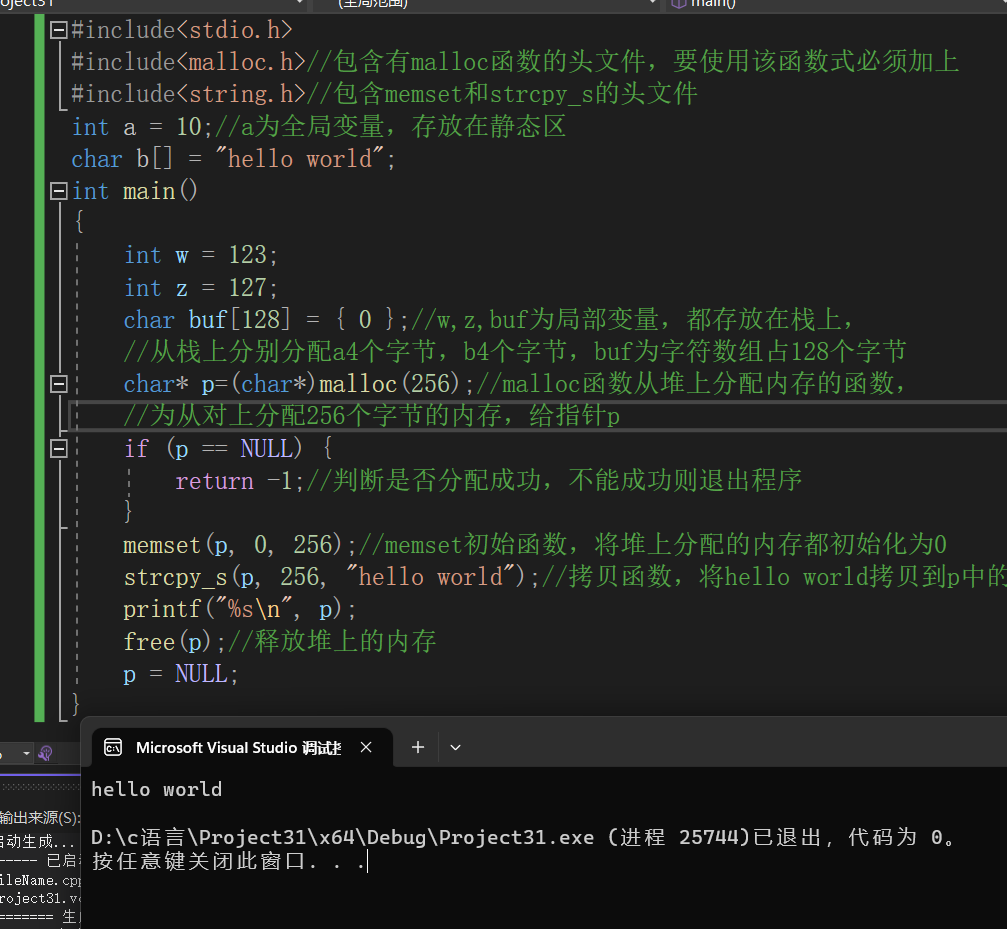 (全局范围)
main()
#include<stdio.h>
#include<malloc.h>//包含有malloc函数的头文件，要使用该函数式必须加上
#include<string.h>//包含memset和strcpy_s的头文件
int a = 10;//a为全局变量，存放在静态区
char b[] = "hello world";
int main()
{
int w = 123;
int z = 127;
char buf[128] = { 0 };//w,z,buf为局部变量，都存放在栈上，
//从栈上分别分配a4个字节，b4个字节，buf为字符数组占128个字节
char* p=(char*)malloc(256);//malloc函数从堆上分配内存的函数，
//为从对上分配256个字节的内存，给指针p
if (p == NULL) {
return -1;//判断是否分配成功，不能成功则退出程序
}
memset(p, 0, 256);//memset初始函数，将堆上分配的内存都初始化为0
strcpy_s(p, 256, "hello world");//拷贝函数，将hello world拷贝到p中的
printf("%s\n", p);
free(p);//释放堆上的内存
p = NULL;
}
Microsoft Visual Studio 调试
hello world
D:\c语言\Project31\x64\Debug\Project31.exe (进程 25744)已退出，代码为 0。
按任意键关闭此窗口. . .
输出来源(S):
动生成...
----- 已启
ileName.cpp
roject31.v
======= 生